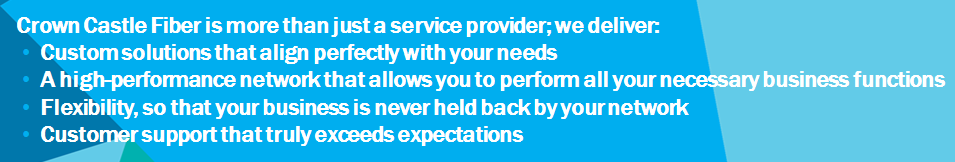 Crown Castle Fiber is more than just a service provider; we deliver:
• Custom solutions that align perfectly with your needs
• A high-performance network that allows you to perform all your necessary business functions
• Flexibility, so that your business is never held back by your network
• Customer support that truly exceeds expectations